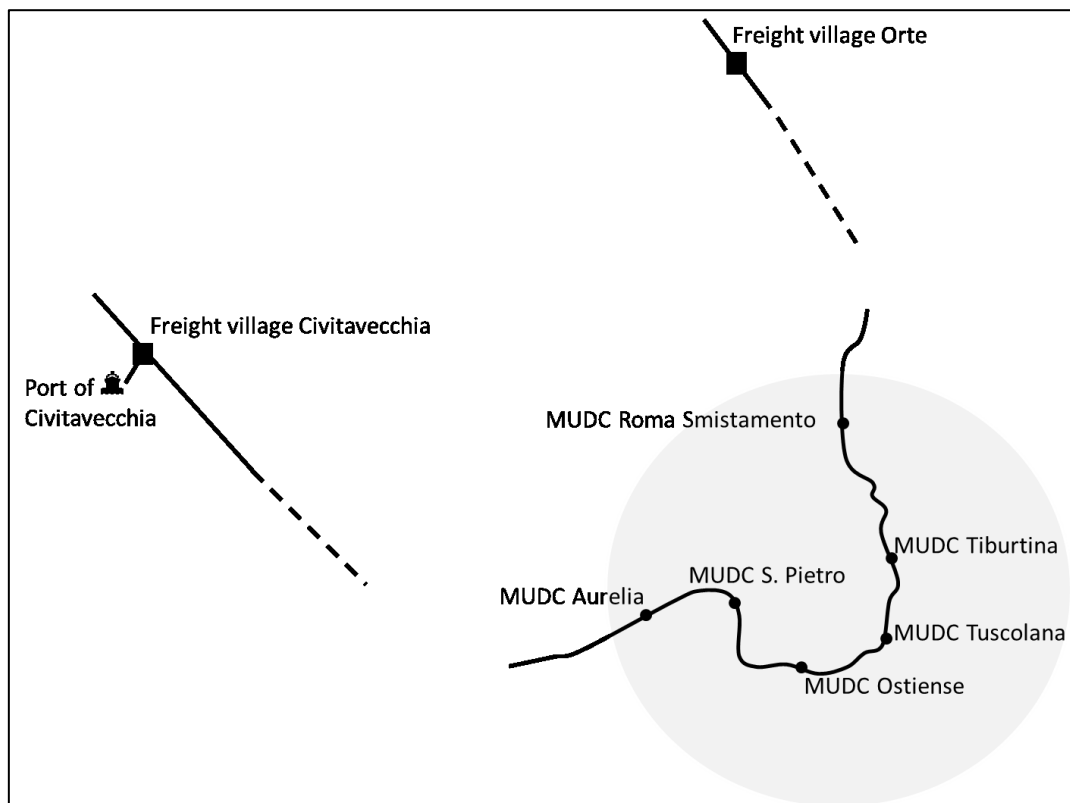 Freight village Orte
Freight village Civitavecchia
Port of
Civitavecchia
MUDC Roma Smistamento
MUDC Tiburtina
MUDC S. Pietro
MUDC Aurelia
MUDC Tuscolana
MUDC Ostiense